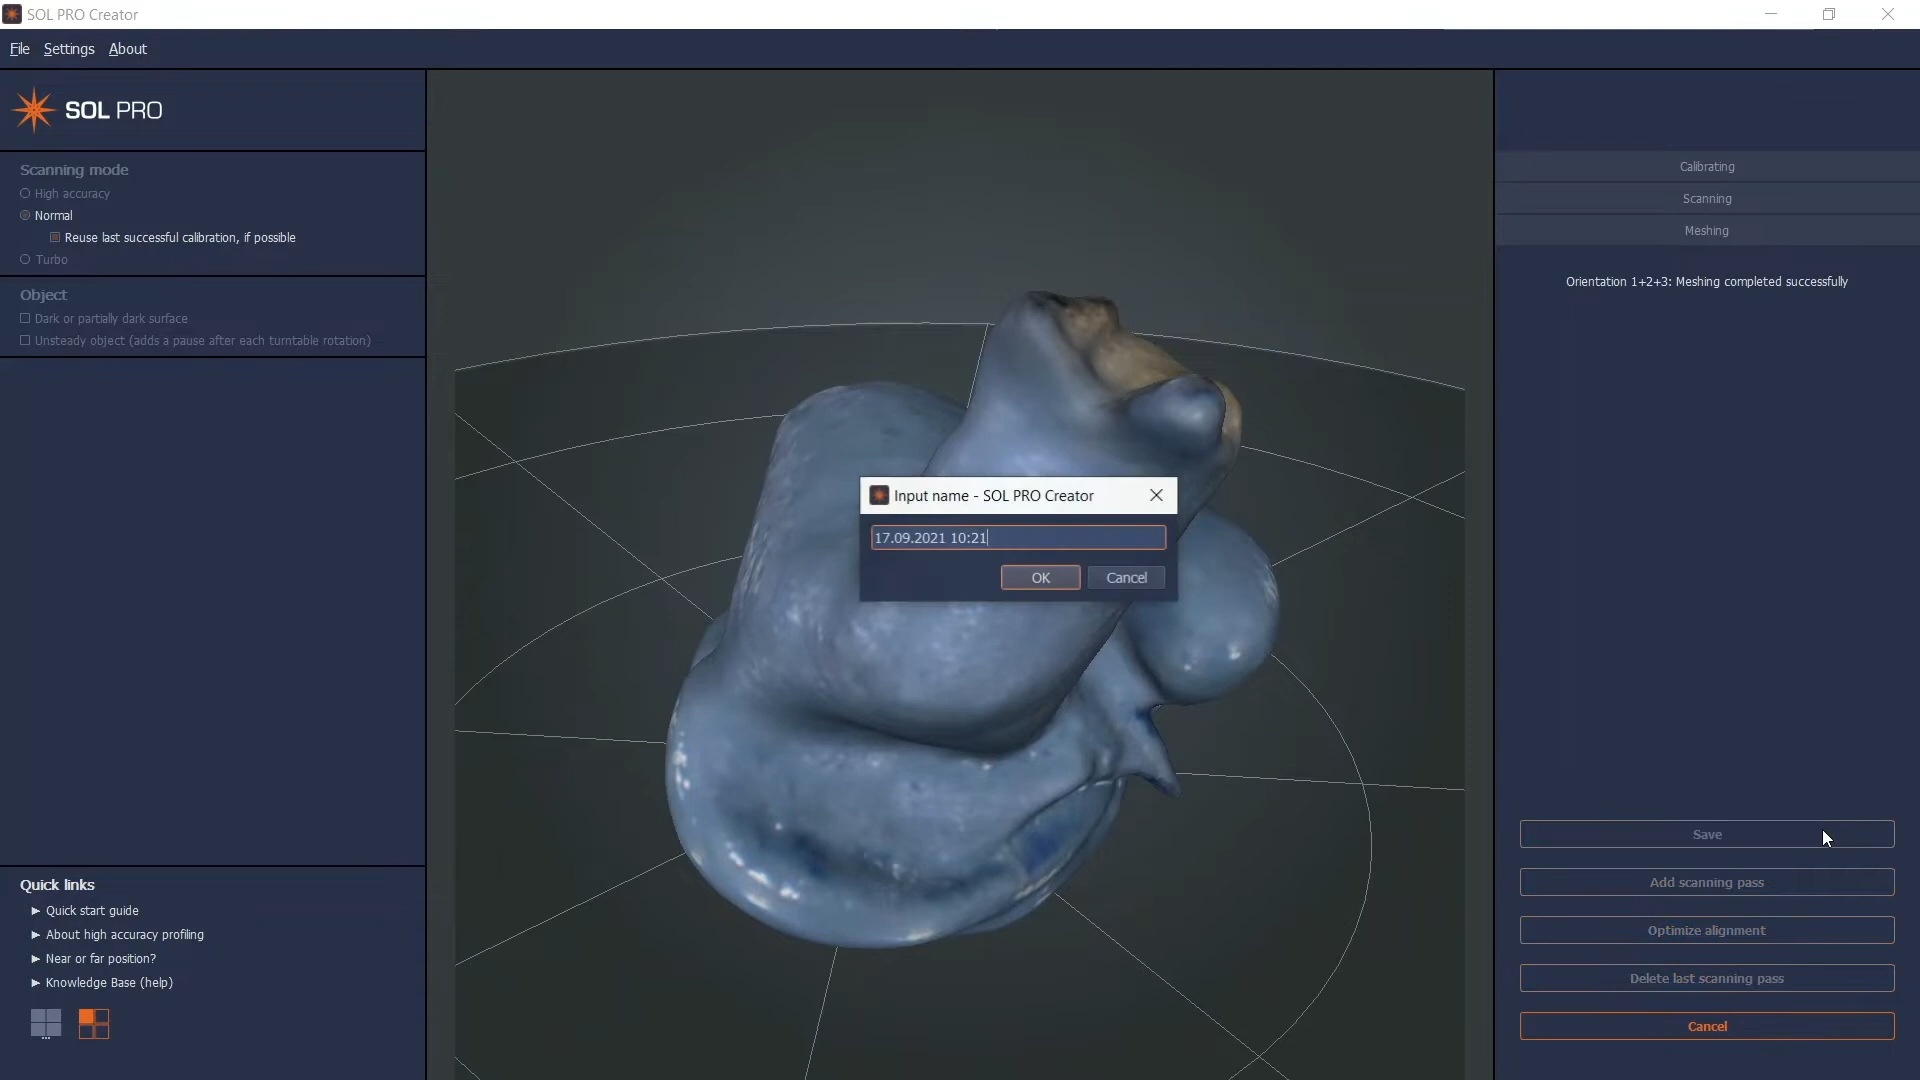 SOL PRO Creator
File Settings About
SOL PRO
Scanning mode
High accuracy
Normal
Reuse last successful calibration, if possible
Turbo
Object
Dark or partially dark surface
Unsteady object (adds a pause after each turntable rotation)
Quick links
Quick start guide
About high accuracy profiling
Near or far position?
Knowledge Base (help)
Input name - SOL PRO Creator
17.09.2021 10:21
OK Cancel
Calibrating
Scanning
Meshing
Orientation 1+2+3: Meshing completed successfully
Save
Add scanning pass
Optimize alignment
Delete last scanning pass
Cancel